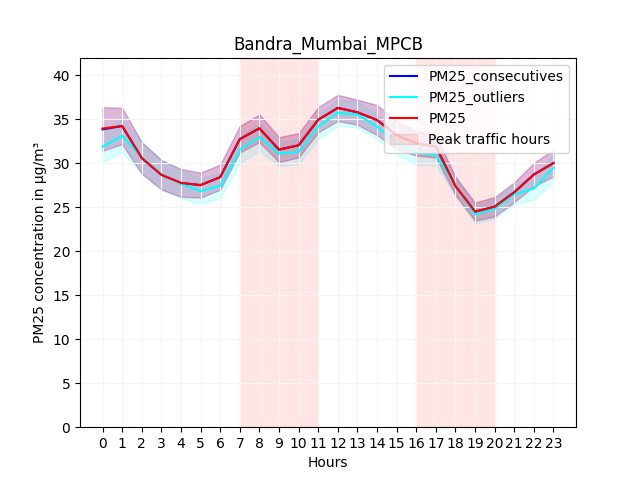 Bandra_Mumbai_MPCB
PM25_consecutives
PM25_outliers
PM25
Peak traffic hours
PM25 concentration in µg/m³
40
35
30
25
20
15
10
5
0
0 1 2 3 4 5 6 7 8 9 10 11 12 13 14 15 16 17 18 19 20 21 22 23
Hours